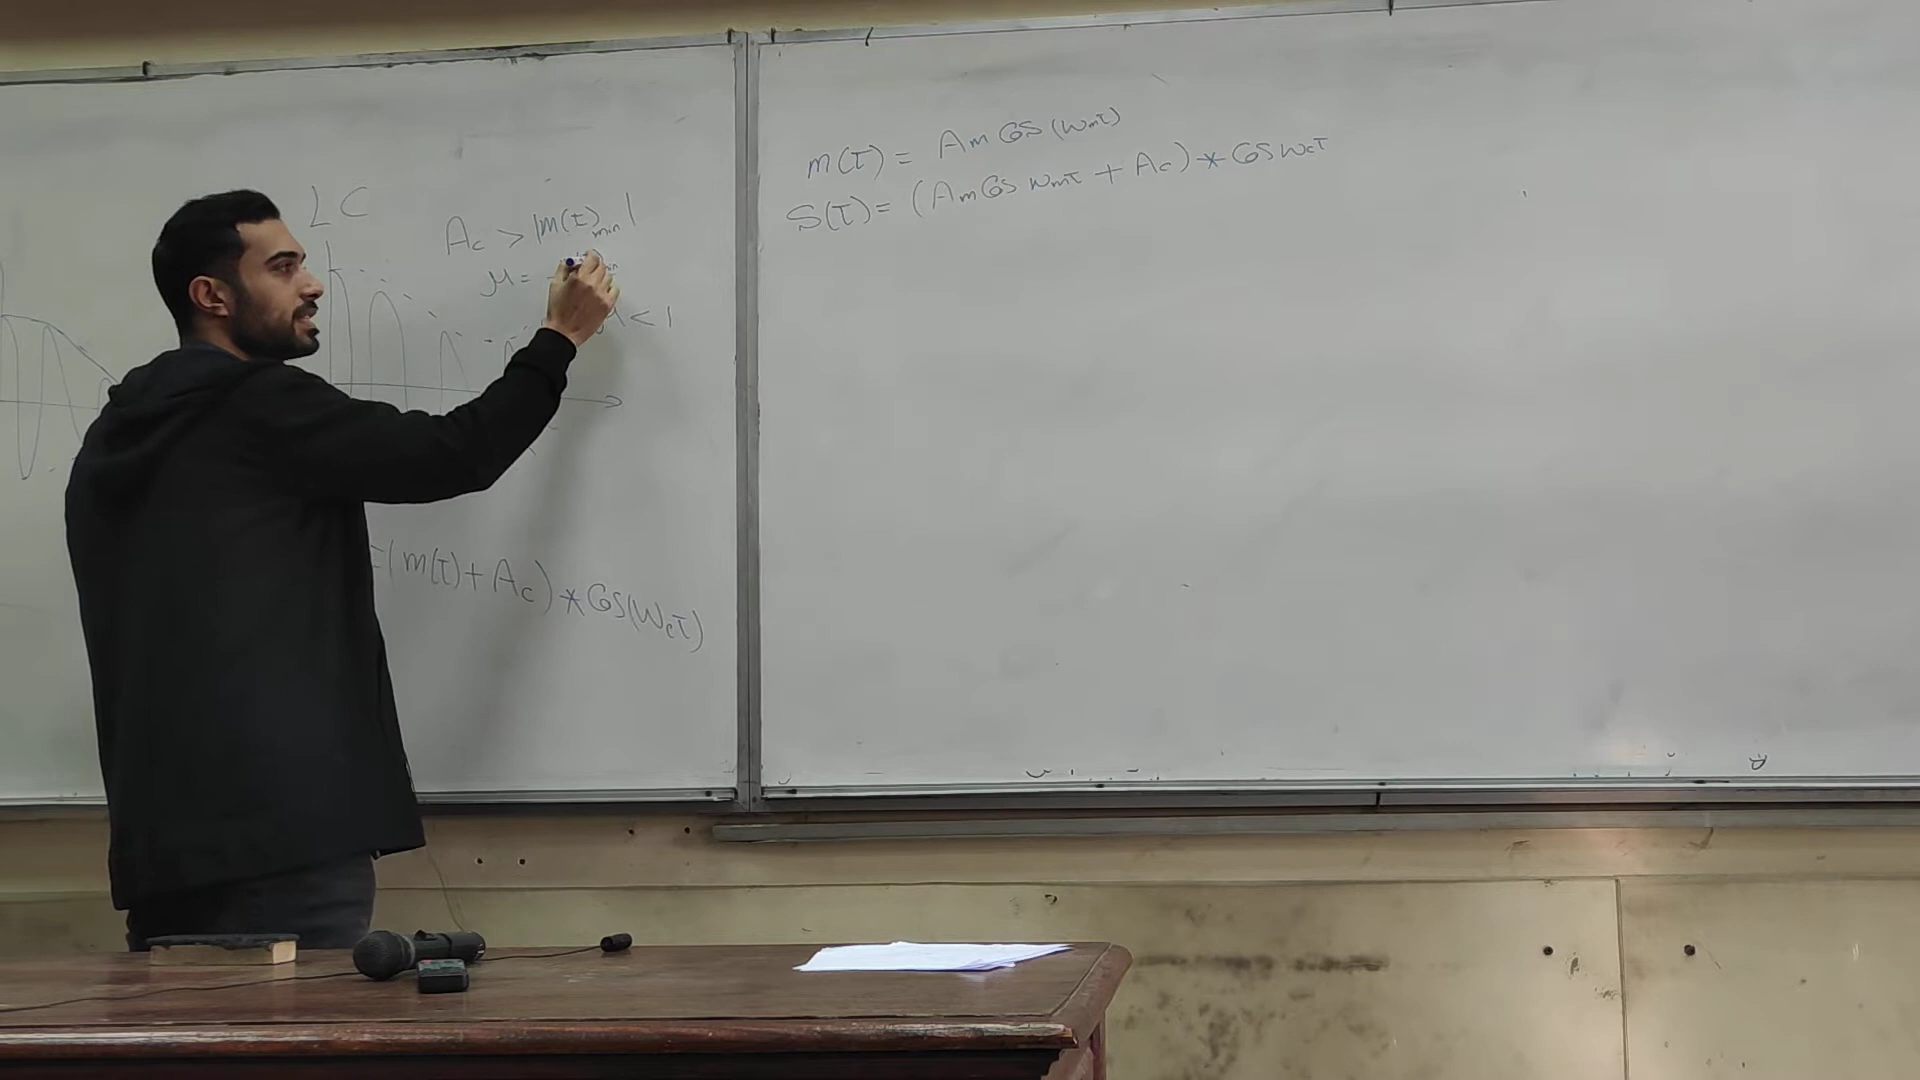 LC
Ac > |m(t)min|
μ =
< 1
(m(t) + Ac) * Cos(Wct)
m(t) = Am Cos(Wmt)
S(t) = (Am Cos Wmt + Ac) * Cos Wct